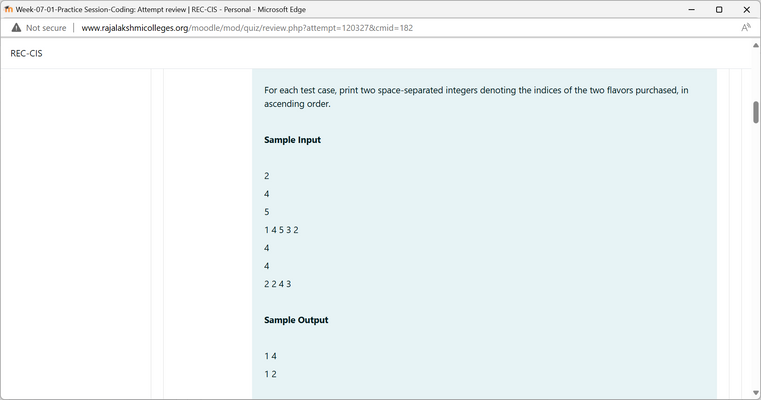 Week-07-01-Practice Session-Coding: Attempt review | REC-CIS - Personal - Microsoft Edge
Not secure | www.rajalakshmicolleges.org/moodle/mod/quiz/review.php?attempt=120327&cmid=182
REC-CIS
For each test case, print two space-separated integers denoting the indices of the two flavors purchased, in
ascending order.
Sample Input
2
4
5
1 4 5 3 2
4
4
2 2 4 3
Sample Output
1 4
1 2